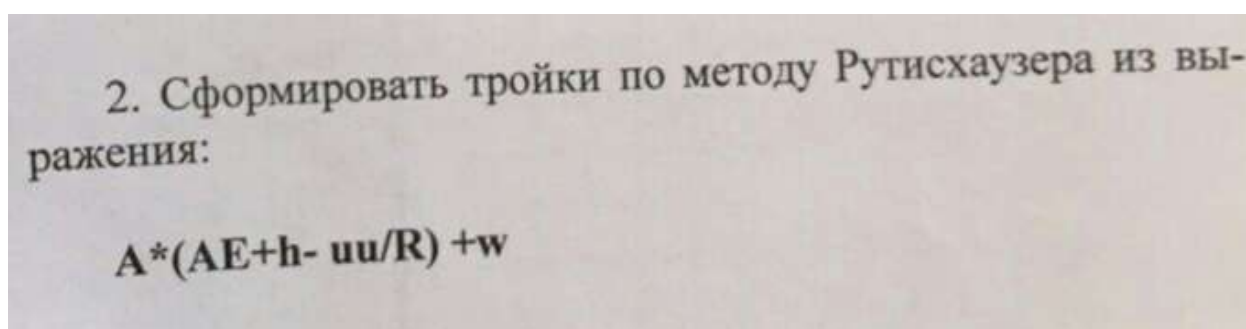 2. Сформировать тройки по методу Рутисхаузера из вы-
ражения:
A*(AE+h- uu/R) +w